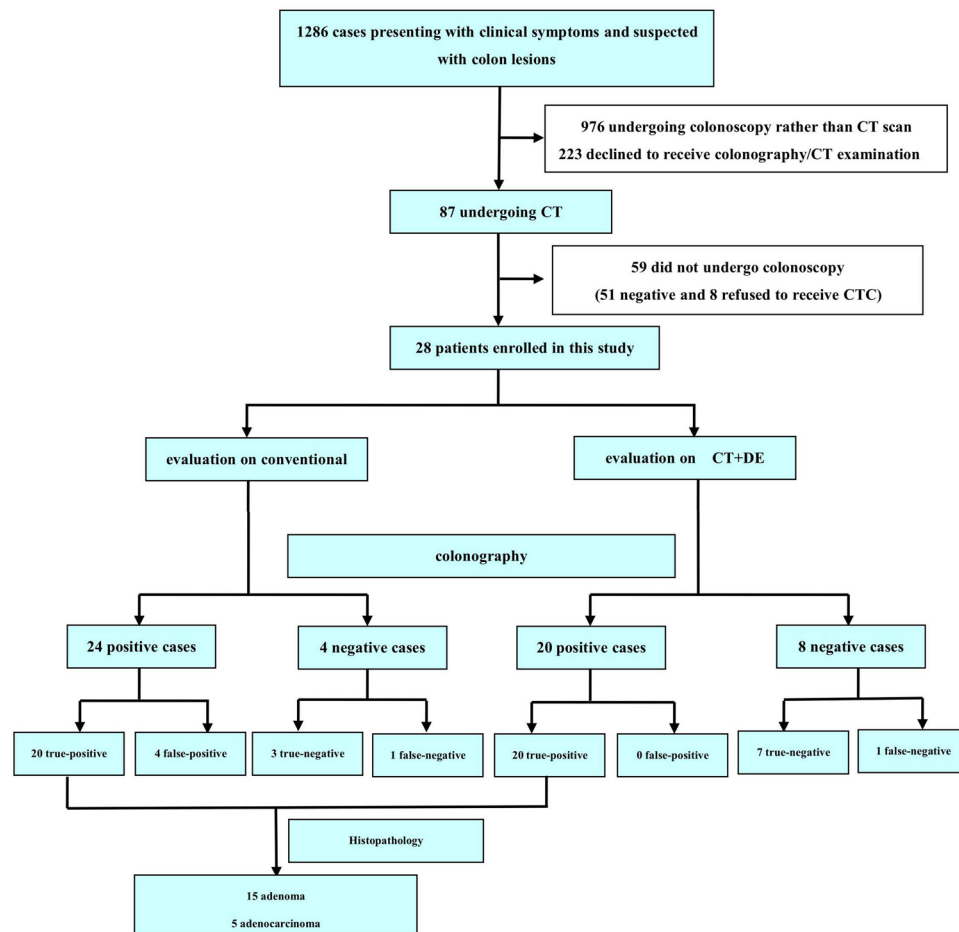 1286 cases presenting with clinical symptoms and suspected
with colon lesions
976 undergoing colonoscopy rather than CT scan
223 declined to receive colonography/CT examination
87 undergoing CT
59 did not undergo colonoscopy
(51 negative and 8 refused to receive CTC)
28 patients enrolled in this study
evaluation on conventional
evaluation on CT+DE
colonography
24 positive cases
4 negative cases
20 positive cases
8 negative cases
20 true-positive
4 false-positive
3 true-negative
1 false-negative
20 true-positive
0 false-positive
7 true-negative
1 false-negative
Histopathology
15 adenoma
5 adenocarcinoma